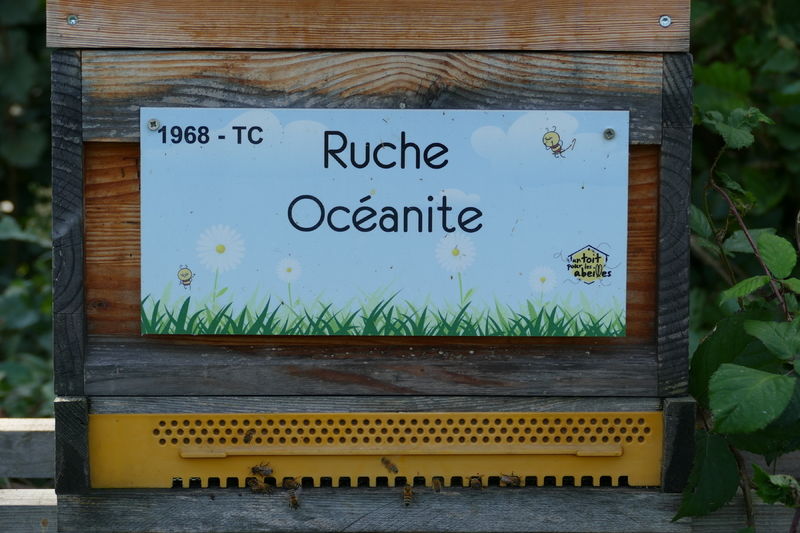 1968 - TC
Ruche
Océanite
un toit
pour les
abeilles